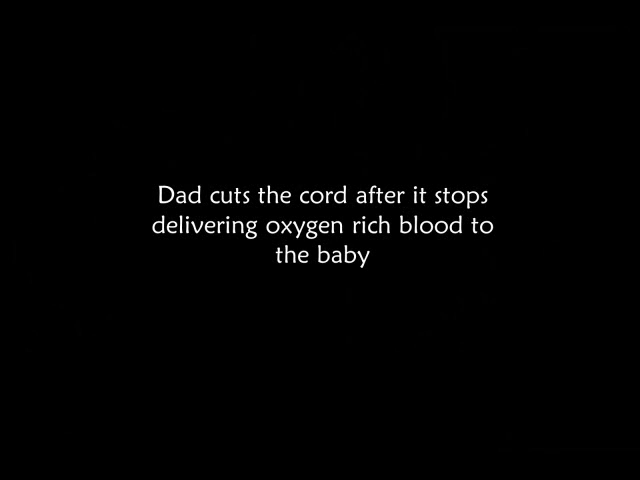 Dad cuts the cord after it stops
delivering oxygen rich blood to
the baby